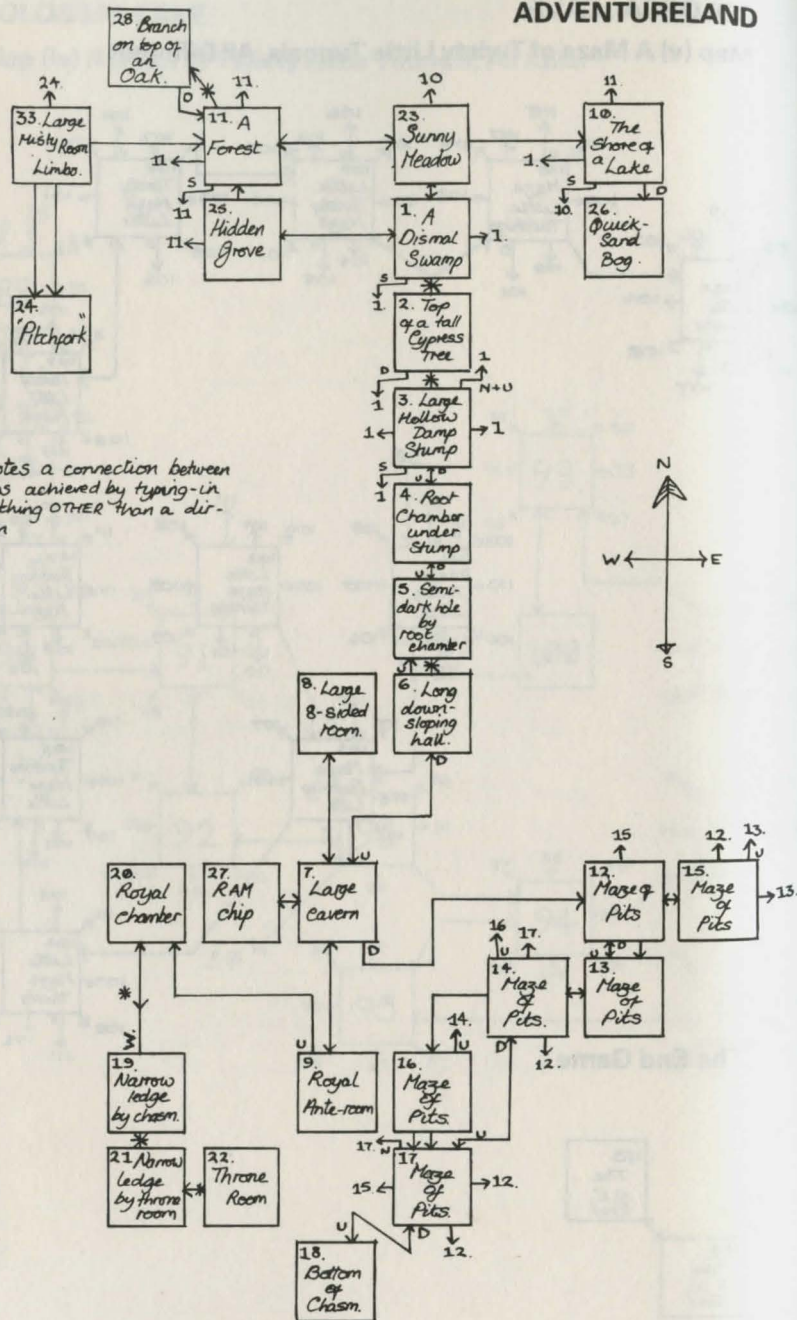 ADVENTURELAND
28. Branch
on top of
an
Oak.
D
*
11.
24.
33. Large
Misty Room
Limbo.
11. A
Forest
11
S
11
10
23.
Sunny
Meadow
11.
10.
The
Shore of
a Lake
1.
S
10.
D
26.
Quick-
Sand
Bog.
25.
Hidden
grove
11
1. A
Dismal
Swamp
1.
S
1.
*
24.
"Pitchfork"
2. Top
of a tall
Cypress
Tree
D
1
*
1
N+U
3. Large
Hollow
Damp
Stump
1
1
S
1
U
D
4. Root
Chamber
under
Stump
U
D
5. Semi-
dark hole
by
root
chamber
U
*
6. Long
down-
sloping
hall.
D
8. Large
8-sided
room.
otes a connection between
s achieved by typing-in
thing OTHER than a dir-
n
N
W
E
S
20.
Royal
Chamber
27.
RAM
chip
7.
Large
Cavern
U
D
15
12.
Maze of
Pits
12.
13.
U
15.
Maze
of
Pits
13.
U
D
13.
Maze
of
Pits
16
U
17.
14.
Maze
of
Pits.
12.
D
*
W.
19.
Narrow
ledge
by chasm.
*
21 Narrow
ledge
by throne
room
22.
Throne
Room
U
9.
Royal
Ante-room
14.
U
16.
Maze
of
Pits.
17.
N
U
17.
Maze
of
Pits.
15.
12.
12.
D
U
18.
Bottom
of
Chasm.